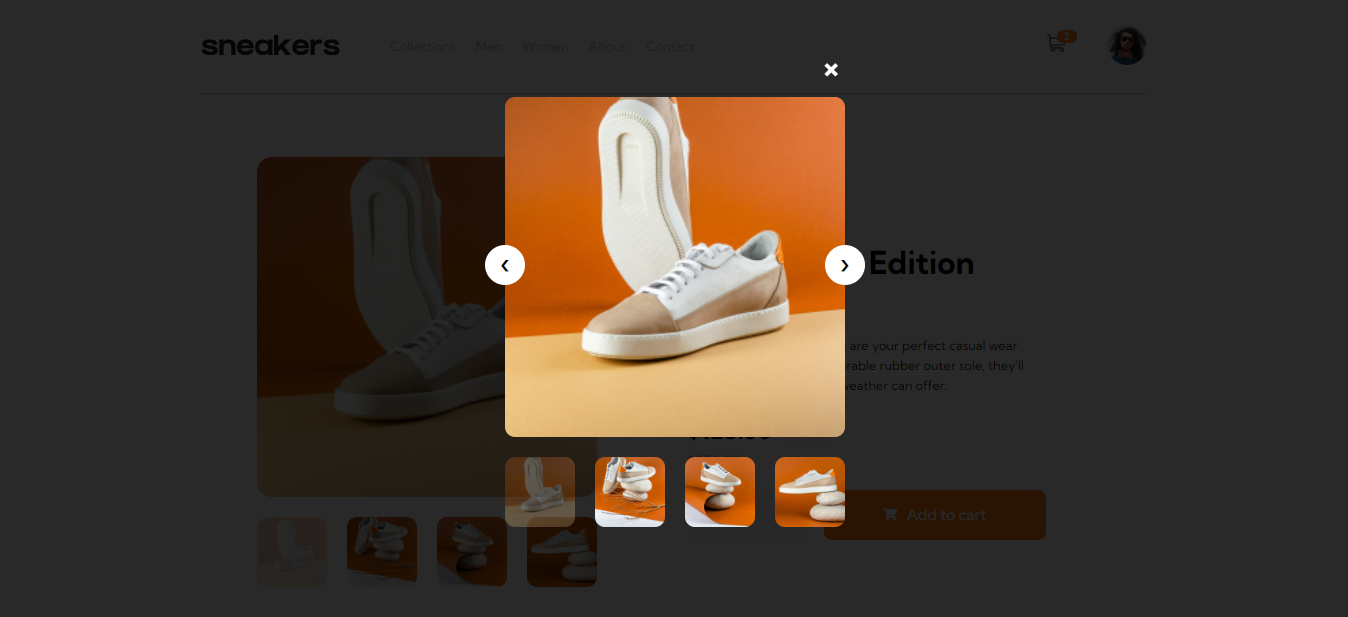 sneakers
Collections Men Women About Contact
2
Edition
are your perfect casual wear
rable rubber outer sole, they'll
weather can offer.
Add to cart